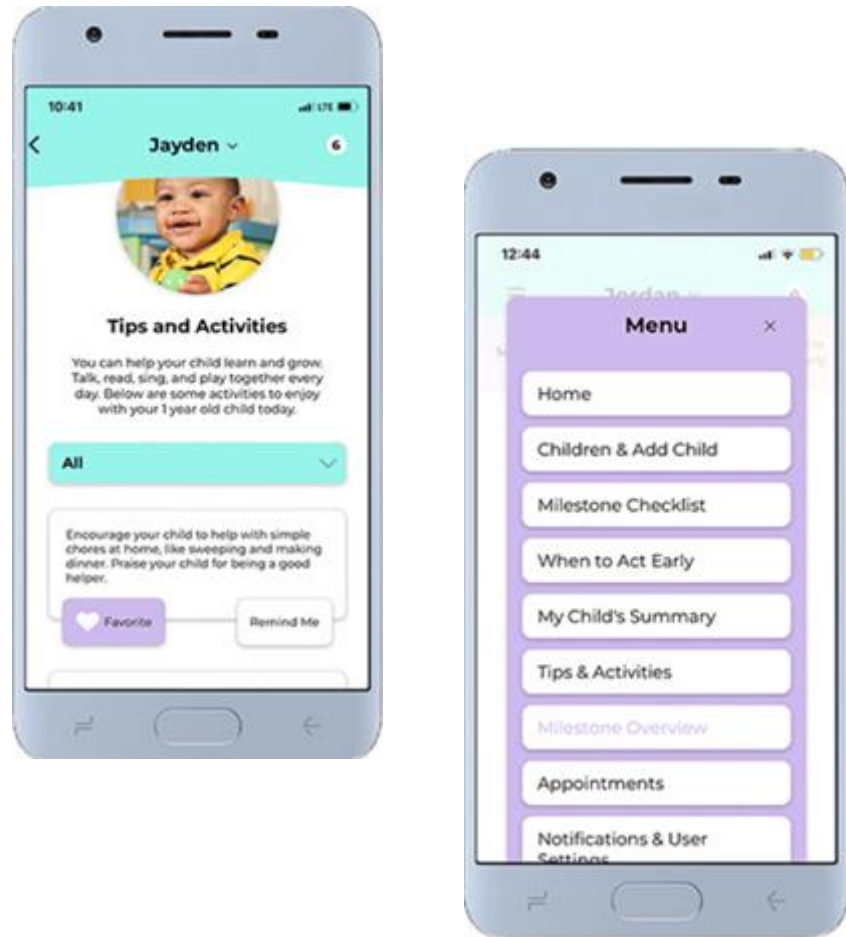 10:41
LTE
Jayden
6
Tips and Activities
You can help your child learn and grow.
Talk, read, sing, and play together every
day. Below are some activities to enjoy
with your 1 year old child today.
All
Encourage your child to help with simple
chores at home, like sweeping and making
dinner. Praise your child for being a good
helper.
Favorite
Remind Me
12:44
Jordan
Menu
×
Home
Children & Add Child
Milestone Checklist
When to Act Early
My Child's Summary
Tips & Activities
Milestone Overview
Appointments
Notifications & User
Settings